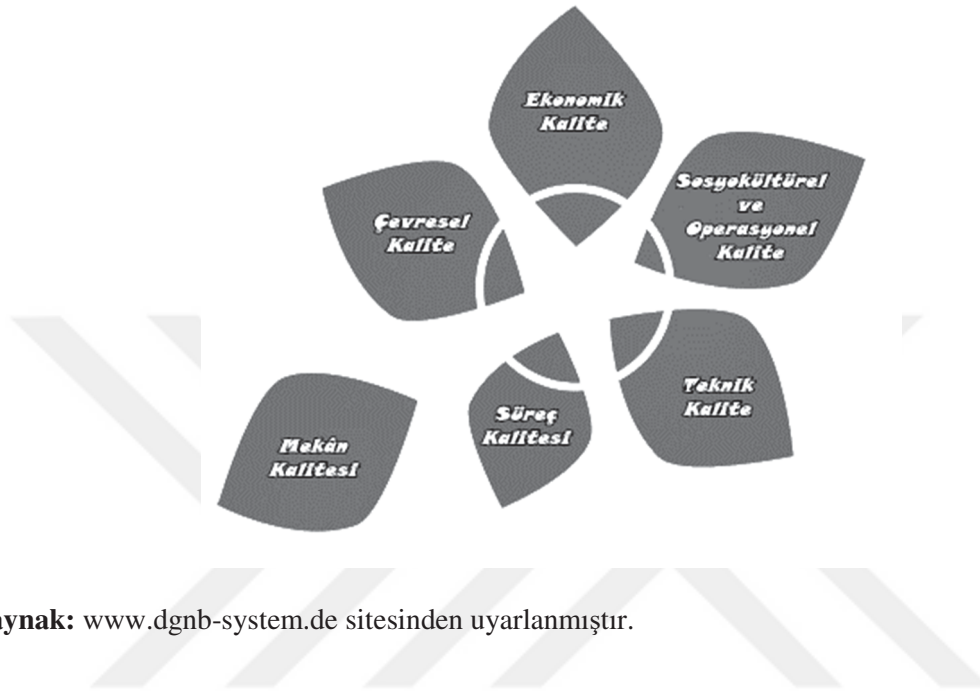 Ekonomik
Kalite
Sosyokültürel
ve
Operasyonel
Kalite
Çevresel
Kalite
Teknik
Kalite
Süreç
Kalitesi
Mekân
Kalitesi
aynak: www.dgnb-system.de sitesinden uyarlanmıştır.